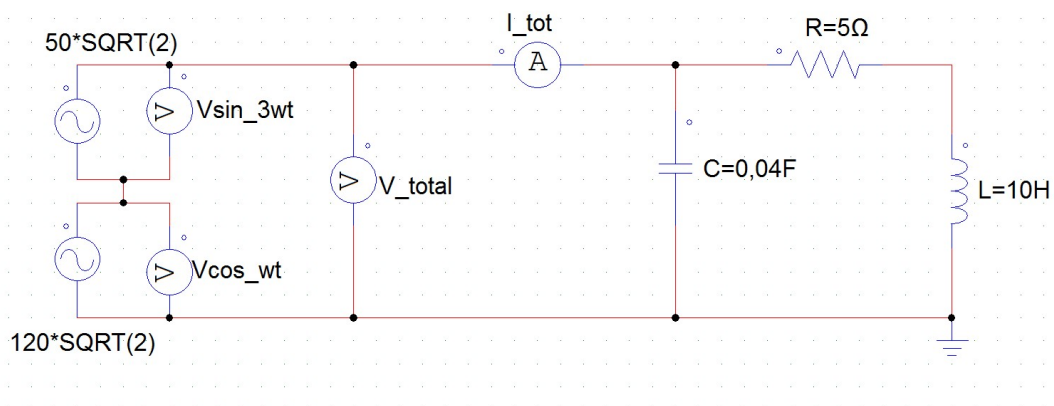 I_tot
50*SQRT(2)
R=5Ω
A
V
Vsin_3wt
C=0,04F
V
V_total
L=10H
V
Vcos_wt
120*SQRT(2)